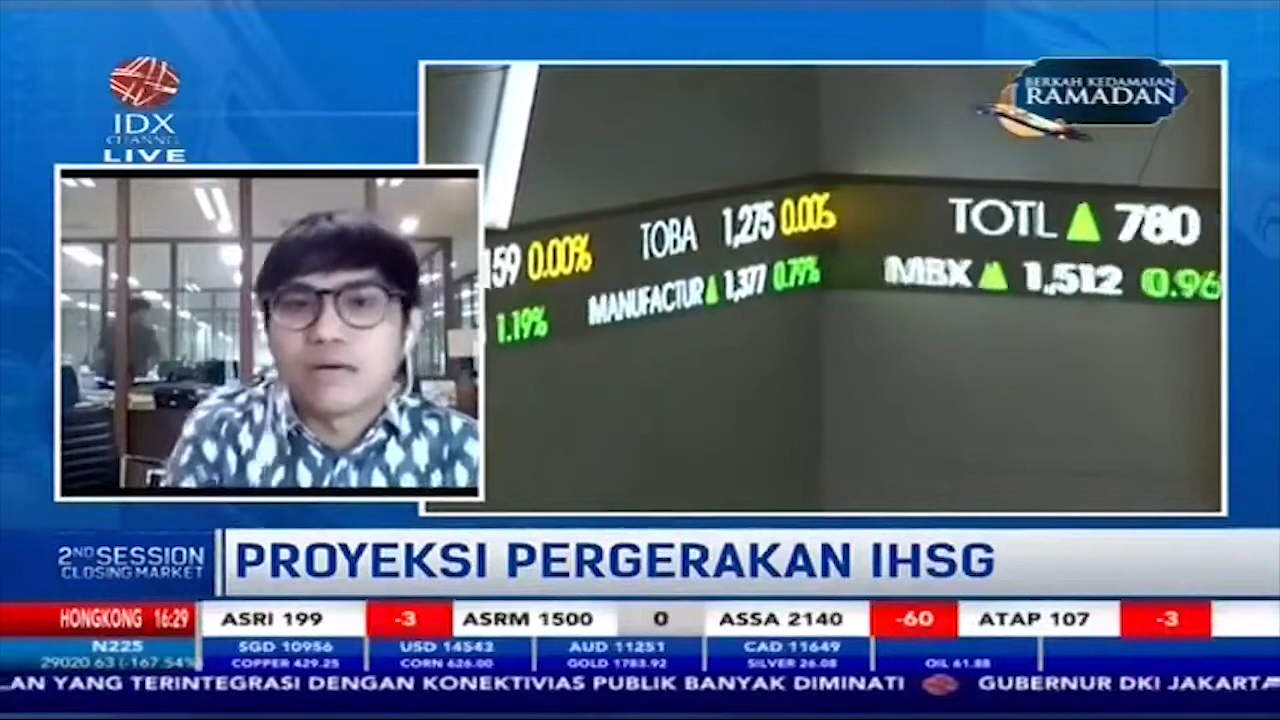 IDX
CHANNEL
LIVE
BERKAH KEDAMAIAN
RAMADAN
159 0.00% TOBA 1,275 0.00% TOTL ▲ 780
1.19% MANUFACTUR ▲ 1,377 0.79% MBX ▲ 1,512 0.96
2ND SESSION
CLOSING MARKET
PROYEKSI PERGERAKAN IHSG
HONGKONG 16:29 ASRI 199 -3 ASRM 1500 0 ASSA 2140 -60 ATAP 107 -3
N225 SGD 10956 USD 14543 AUD 11251 CAD 11649
29020.63 (-167.54%) COPPER 429.25 CORN 626.00 GOLD 1783.92 SILVER 26.08 OIL 61.88
LAN YANG TERINTEGRASI DENGAN KONEKTIVIAS PUBLIK BANYAK DIMINATI GUBERNUR DKI JAKARTA